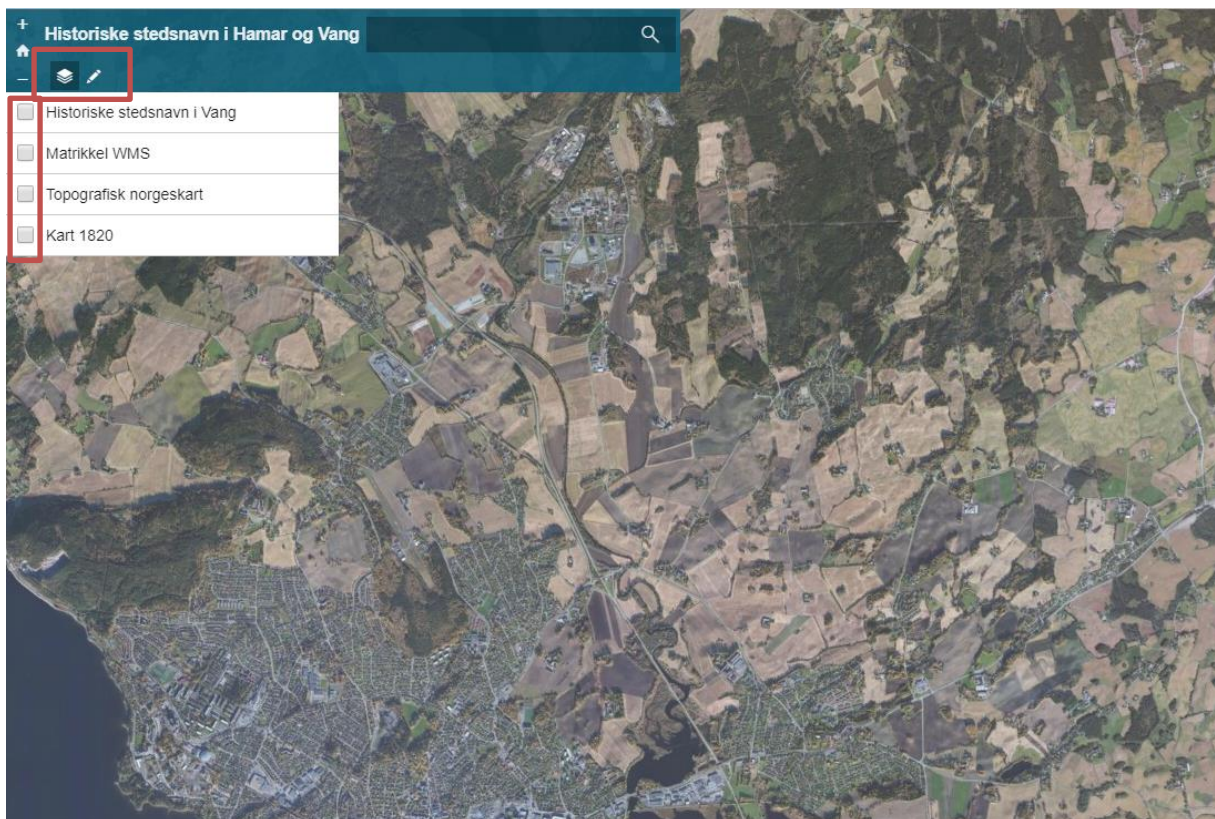 Historiske stedsnavn i Hamar og Vang
Historiske stedsnavn i Vang
Matrikkel WMS
Topografisk norgeskart
Kart 1820